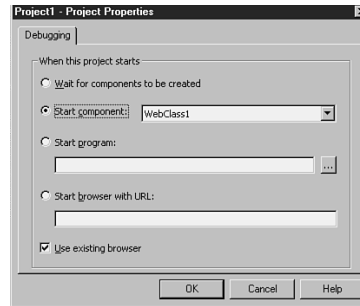 Project1 - Project Properties
Debugging
When this project starts
Wait for components to be created
Start component: WebClass1
Start program:
...
Start browser with URL:
Use existing browser
OK Cancel Help